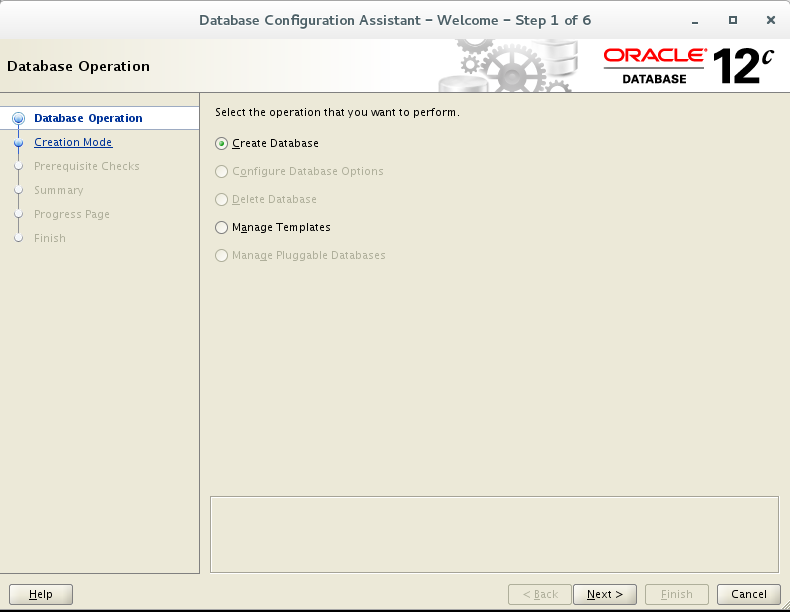 Database Configuration Assistant – Welcome – Step 1 of 6
Database Operation
ORACLE®
DATABASE
12c
Database Operation
Creation Mode
Prerequisite Checks
Summary
Progress Page
Finish
Select the operation that you want to perform.
Create Database
Configure Database Options
Delete Database
Manage Templates
Manage Pluggable Databases
Help
< Back
Next >
Finish
Cancel